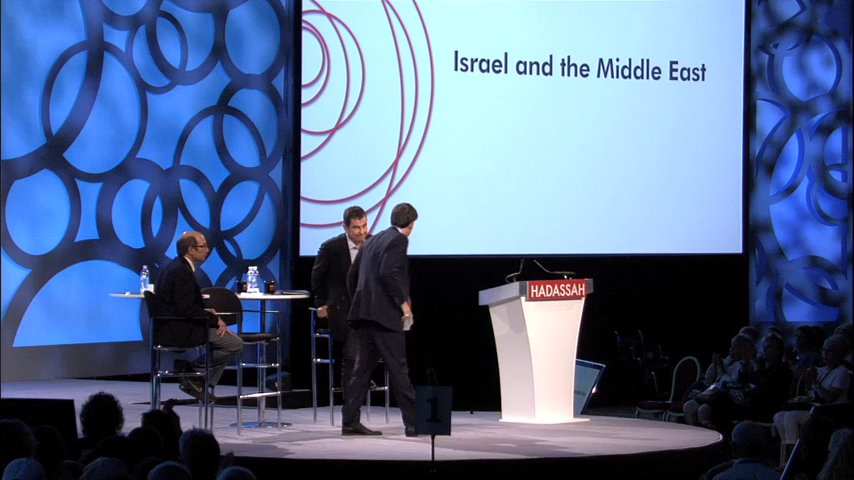 Israel and the Middle East
HADASSAH
1